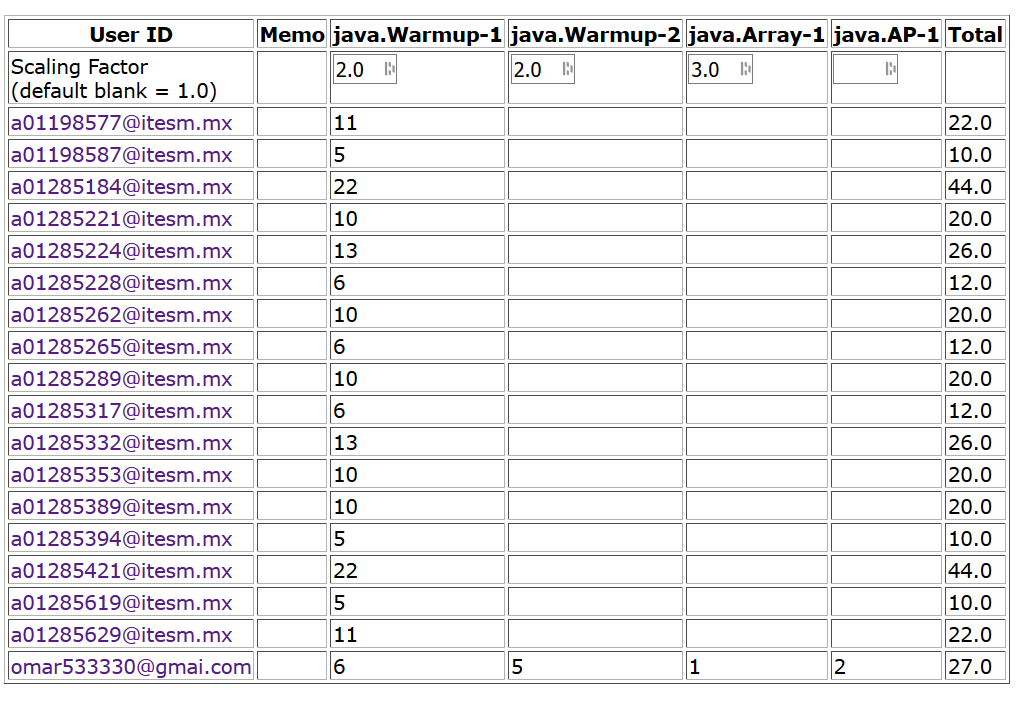 User ID Memo java.Warmup-1 java.Warmup-2 java.Array-1 java.AP-1 Total
Scaling Factor
(default blank = 1.0) 2.0 2.0 3.0
a01198577@itesm.mx 11 22.0
a01198587@itesm.mx 5 10.0
a01285184@itesm.mx 22 44.0
a01285221@itesm.mx 10 20.0
a01285224@itesm.mx 13 26.0
a01285228@itesm.mx 6 12.0
a01285262@itesm.mx 10 20.0
a01285265@itesm.mx 6 12.0
a01285289@itesm.mx 10 20.0
a01285317@itesm.mx 6 12.0
a01285332@itesm.mx 13 26.0
a01285353@itesm.mx 10 20.0
a01285389@itesm.mx 10 20.0
a01285394@itesm.mx 5 10.0
a01285421@itesm.mx 22 44.0
a01285619@itesm.mx 5 10.0
a01285629@itesm.mx 11 22.0
omar533330@gmai.com 6 5 1 2 27.0